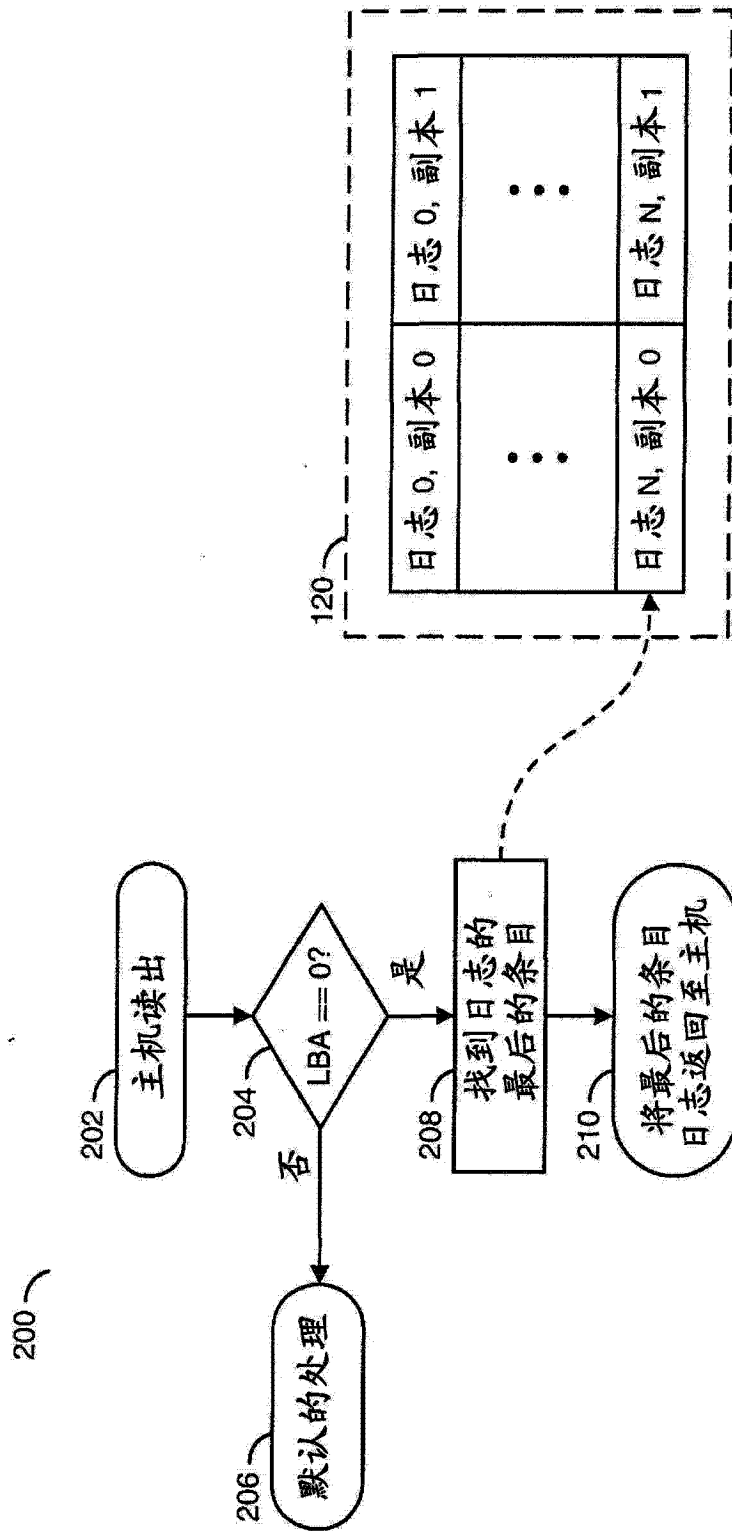 200
202
主机读出
204
LBA == 0?
否
是
206
默认的处理
208
找到日志的
最后的条目
210
将最后的条目
日志返回至主机
120
日志 0, 副本 0
日志 0, 副本 1
日志 N, 副本 0
日志 N, 副本 1